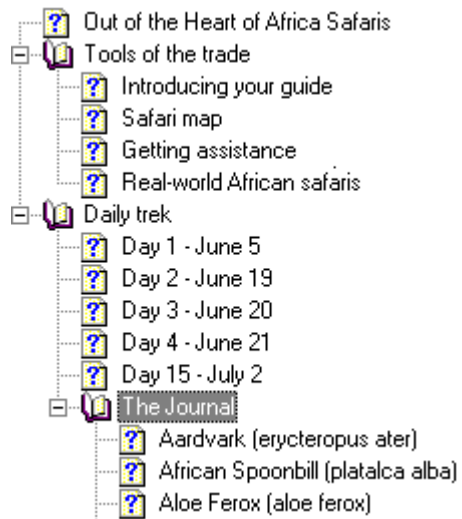 Out of the Heart of Africa Safaris
Tools of the trade
Introducing your guide
Safari map
Getting assistance
Real-world African safaris
Daily trek
Day 1 - June 5
Day 2 - June 19
Day 3 - June 20
Day 4 - June 21
Day 15 - July 2
The Journal
Aardvark (erycteropus ater)
African Spoonbill (platalca alba)
Aloe Ferox (aloe ferox)